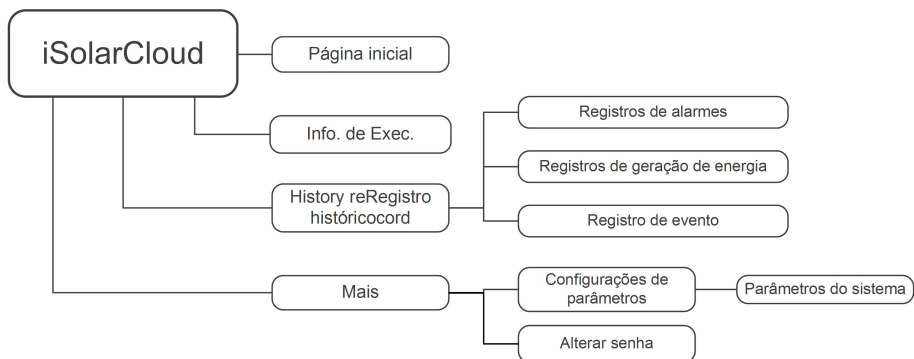 iSolarCloud
Página inicial
Info. de Exec.
History reRegistro
históricocord
Registros de alarmes
Registros de geração de energia
Registro de evento
Mais
Configurações de
parâmetros
Parâmetros do sistema
Alterar senha